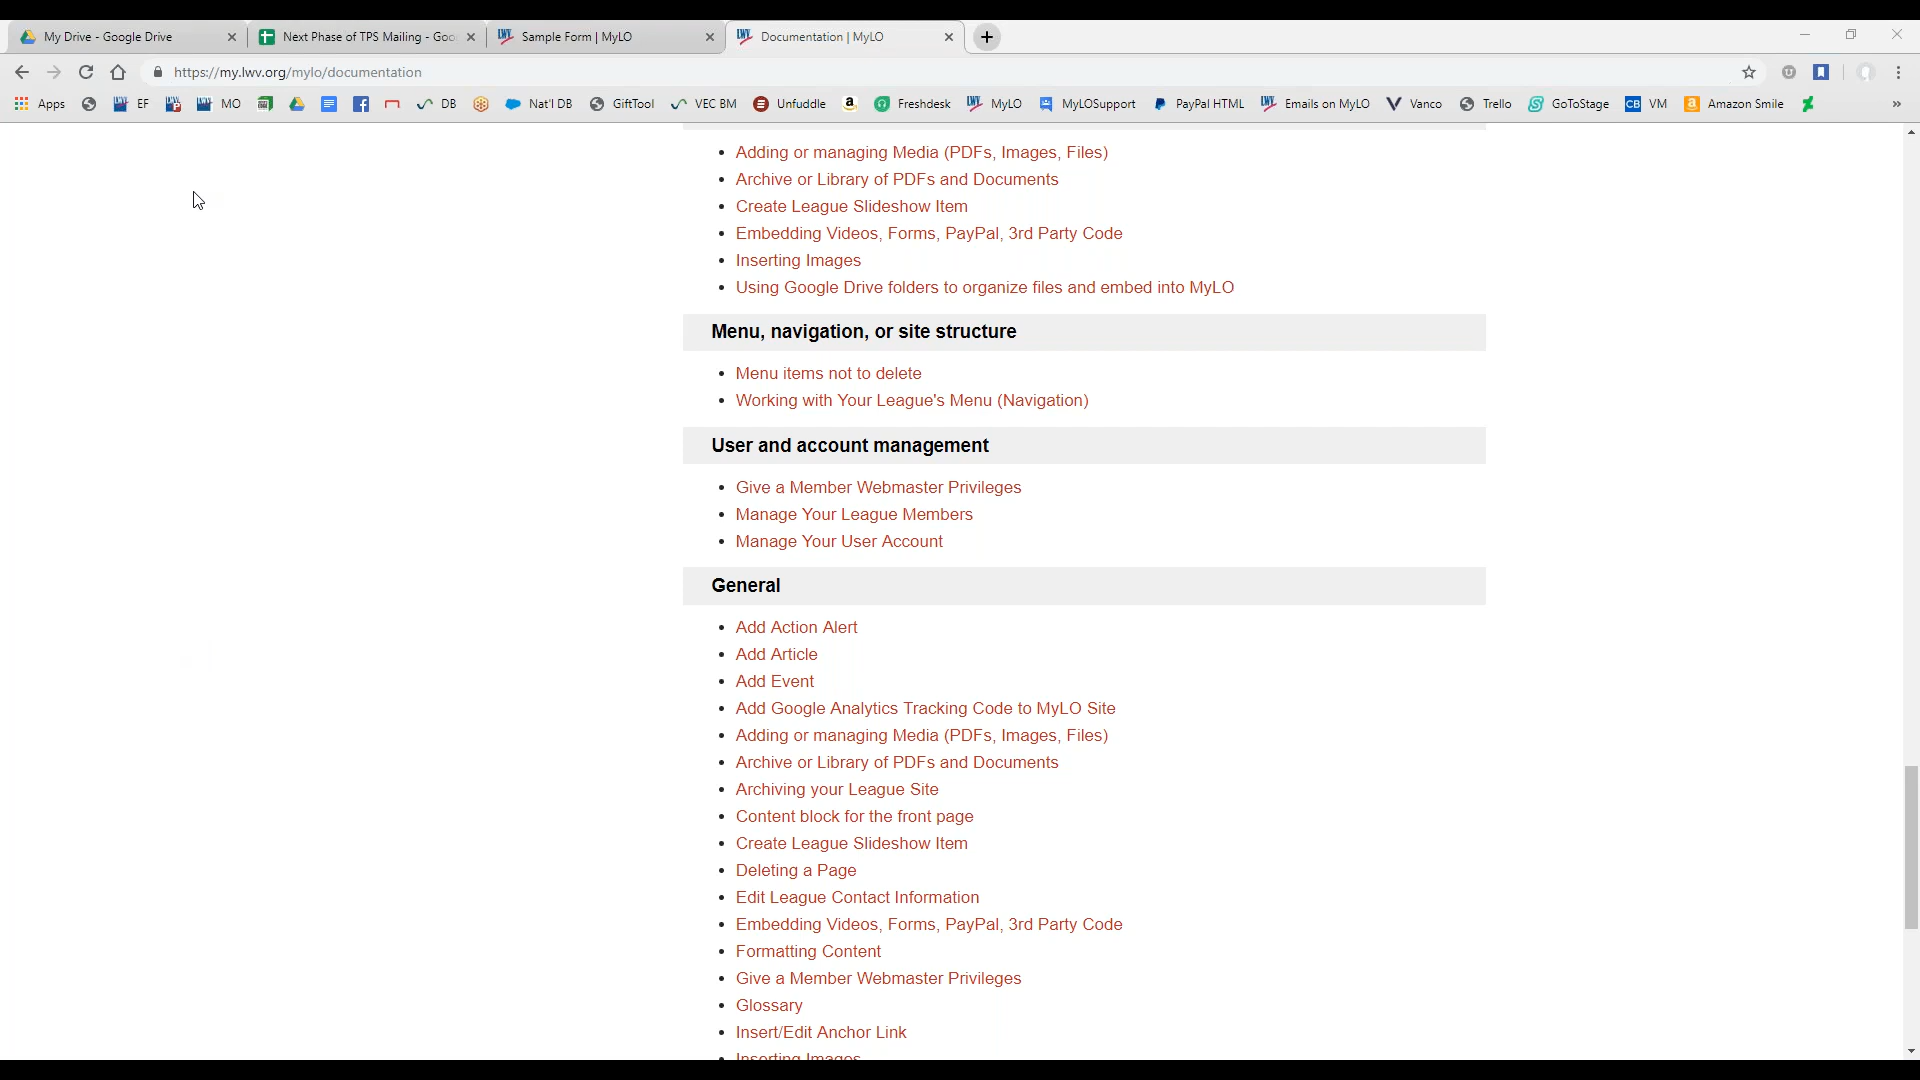 My Drive - Google Drive
Next Phase of TPS Mailing - Goo
Sample Form | MyLO
Documentation | MyLO
https://my.lwv.org/mylo/documentation
Apps EF MO DB Nat'l DB GiftTool VEC BM Unfuddle Freshdesk MyLO MyLOSupport PayPal HTML Emails on MyLO Vanco Trello GoToStage CB VM Amazon Smile
• Adding or managing Media (PDFs, Images, Files)
• Archive or Library of PDFs and Documents
• Create League Slideshow Item
• Embedding Videos, Forms, PayPal, 3rd Party Code
• Inserting Images
• Using Google Drive folders to organize files and embed into MyLO
Menu, navigation, or site structure
• Menu items not to delete
• Working with Your League's Menu (Navigation)
User and account management
• Give a Member Webmaster Privileges
• Manage Your League Members
• Manage Your User Account
General
• Add Action Alert
• Add Article
• Add Event
• Add Google Analytics Tracking Code to MyLO Site
• Adding or managing Media (PDFs, Images, Files)
• Archive or Library of PDFs and Documents
• Archiving your League Site
• Content block for the front page
• Create League Slideshow Item
• Deleting a Page
• Edit League Contact Information
• Embedding Videos, Forms, PayPal, 3rd Party Code
• Formatting Content
• Give a Member Webmaster Privileges
• Glossary
• Insert/Edit Anchor Link
• Inserting Images